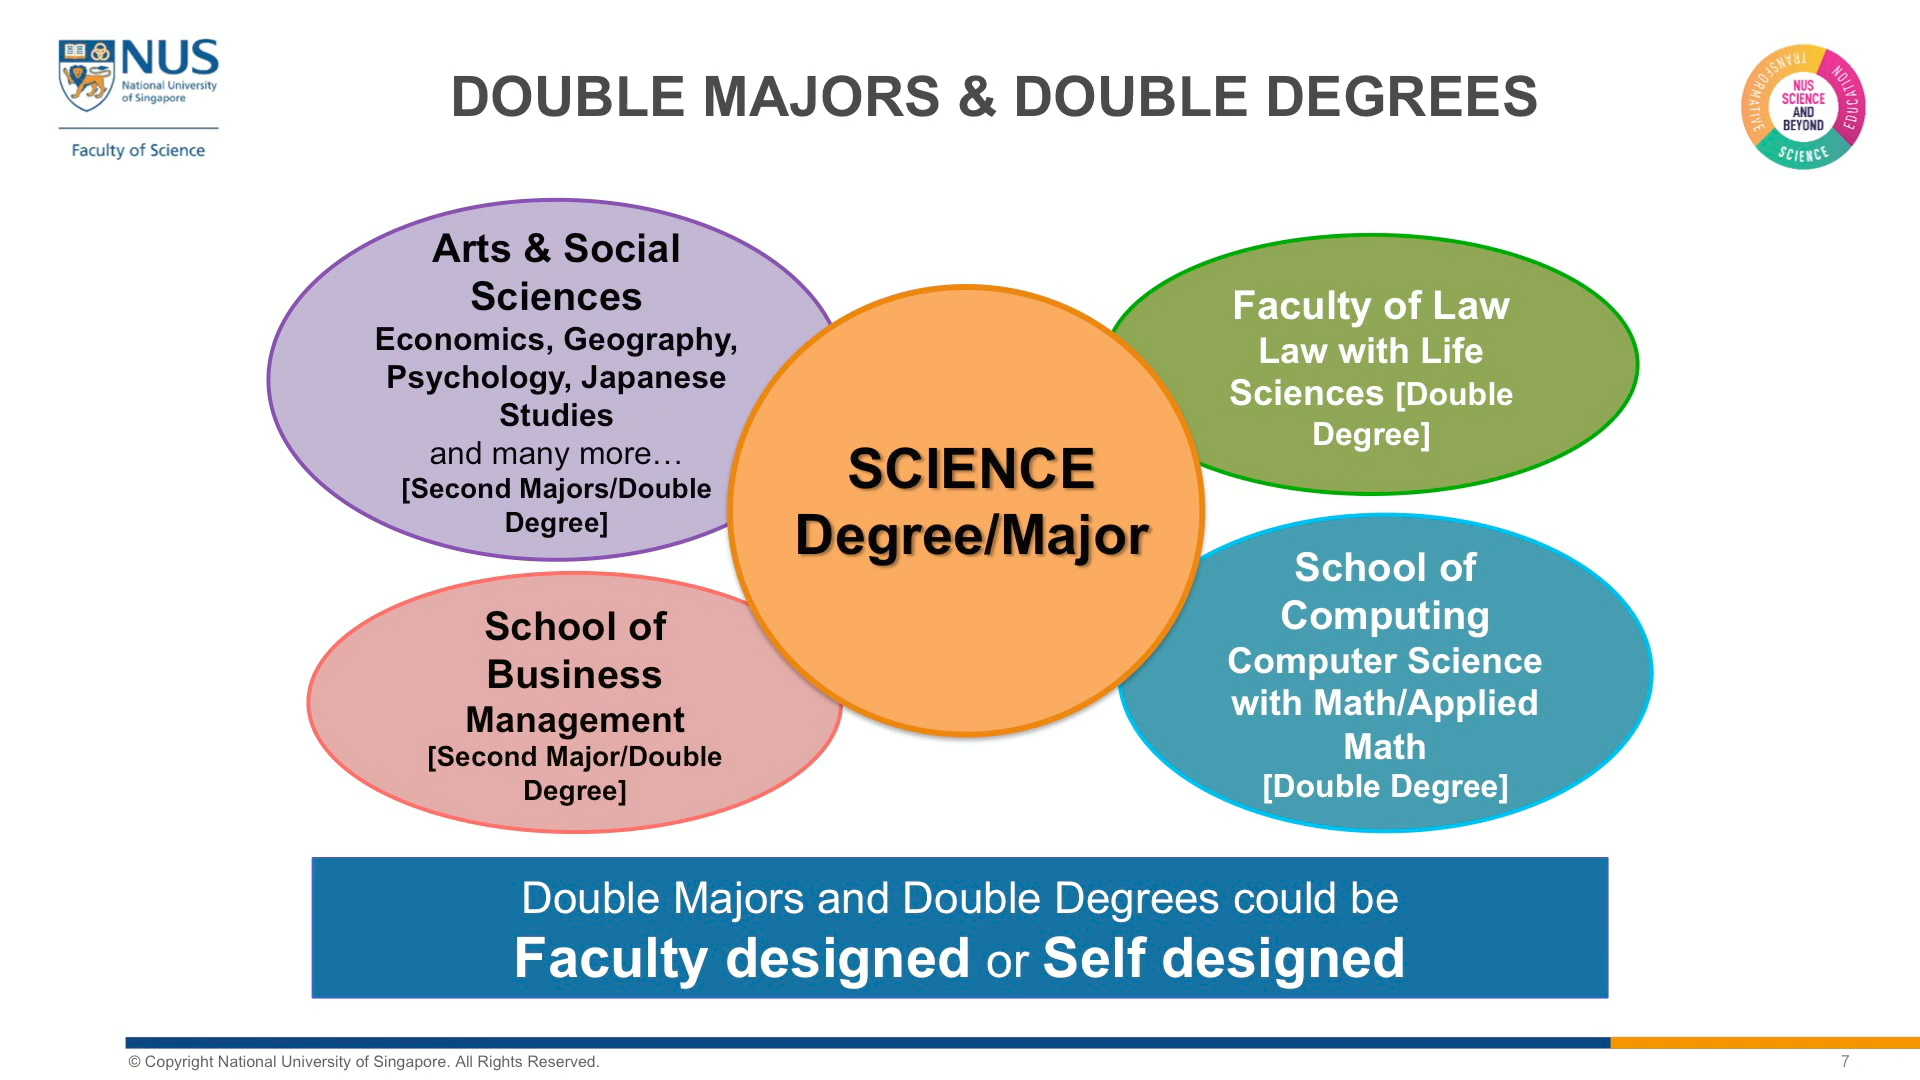 NUS
National University
of Singapore
Faculty of Science
DOUBLE MAJORS & DOUBLE DEGREES
TRANSFORMATIVE
EDUCATION
SCIENCE
NUS
SCIENCE
AND
BEYOND
Arts & Social
Sciences
Economics, Geography,
Psychology, Japanese
Studies
and many more…
[Second Majors/Double
Degree]
Faculty of Law
Law with Life
Sciences [Double
Degree]
SCIENCE
Degree/Major
School of
Business
Management
[Second Major/Double
Degree]
School of
Computing
Computer Science
with Math/Applied
Math
[Double Degree]
Double Majors and Double Degrees could be
Faculty designed or Self designed
© Copyright National University of Singapore. All Rights Reserved.
7